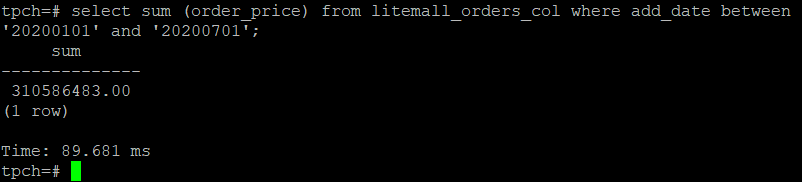 tpch=# select sum (order_price) from litemall_orders_col where add_date between
'20200101' and '20200701';
sum
--------------
310586483.00
(1 row)
Time: 89.681 ms
tpch=#